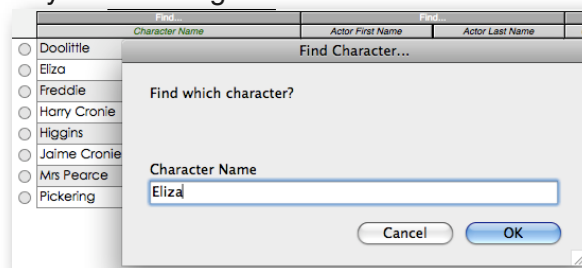 Find... Find...
Character Name Actor First Name Actor Last Name
Doolittle
Find Character...
Eliza
Freddie
Find which character?
Harry Cronie
Higgins
Jaime Cronie
Character Name
Mrs Pearce
Eliza
Pickering
Cancel OK